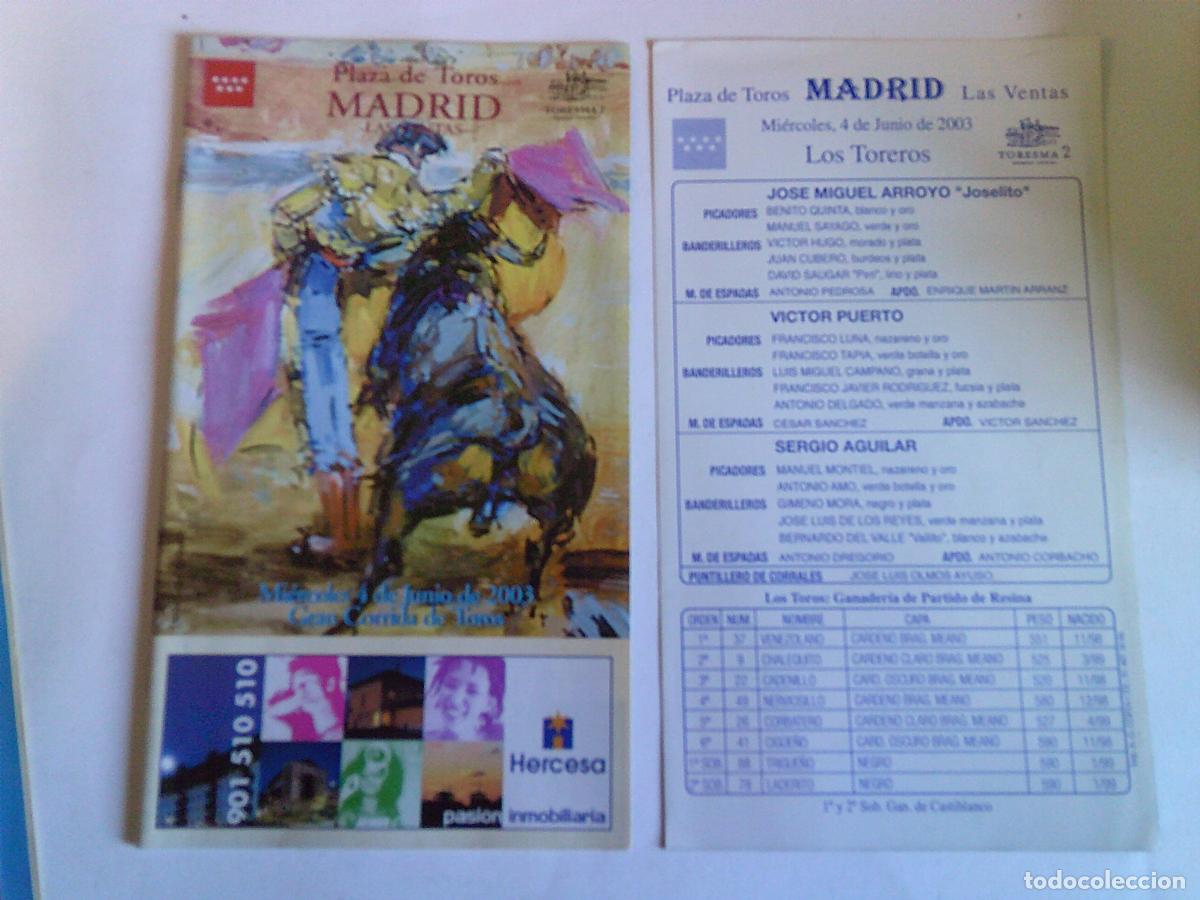 Plaza de Toros
MADRID
LAS VENTAS
TORESMA 2
Miércoles 4 de Junio de 2003
Gran Corrida de Toros
901 510 510
Hercesa
pasion inmobiliaria
Plaza de Toros MADRID Las Ventas
Miércoles, 4 de Junio de 2003
Los Toreros
TORESMA 2
JOSE MIGUEL ARROYO "Joselito"
PICADORES BENITO QUINTA, blanco y oro
MANUEL SAYAGO, verde y oro
BANDERILLEROS VICTOR HUGO, morado y plata
JUAN CUBERO, burdeos y plata
DAVID SAUGAR "Pirri", lirio y plata
M. DE ESPADAS ANTONIO PEDROSA APDO. ENRIQUE MARTIN ARRANZ
VICTOR PUERTO
PICADORES FRANCISCO LUNA, nazareno y oro
FRANCISCO TAPIA, verde botella y oro
BANDERILLEROS LUIS MIGUEL CAMPANO, grana y plata
FRANCISCO JAVIER RODRIGUEZ, fucsia y plata
ANTONIO DELGADO, verde manzana y azabache
M. DE ESPADAS CESAR SANCHEZ APDO. VICTOR SANCHEZ
SERGIO AGUILAR
PICADORES MANUEL MONTIEL, nazareno y oro
ANTONIO AMO, verde botella y oro
BANDERILLEROS GIMENO MORA, negro y plata
JOSE LUIS DE LOS REYES, verde manzana y plata
BERNARDO DEL VALLE "Vallito", blanco y azabache
M. DE ESPADAS ANTONIO DREGORIO APDO. ANTONIO CORBACHO
PUNTILLERO DE CORRALES JOSE LUIS OLMOS AYUSO
Los Toros: Ganadería de Partido de Resina
ORDEN NUM. NOMBRE CAPA PESO NACIDO
1º 37 VENEZOLANO CARDENO BRAG. MEANO 551 11/98
2º 9 CHALEQUITO CARDENO CLARO BRAG. MEANO 525 3/99
3º 22 CADENILLO CARD. OSCURO BRAG. MEANO 520 11/98
4º 49 NERVIOSILLO CARDENO BRAG. MEANO 580 12/98
5º 26 CORBATERO CARDENO CLARO BRAG. MEANO 527 4/99
6º 41 CIGÜEÑO CARD. OSCURO BRAG. MEANO 590 11/98
1º SOB 88 TRIGUEÑO NEGRO 590 1/99
2º SOB 78 LADERITO NEGRO 590 1/99
1º y 2º Sob. Gan. de Castiblanco
todocoleccion